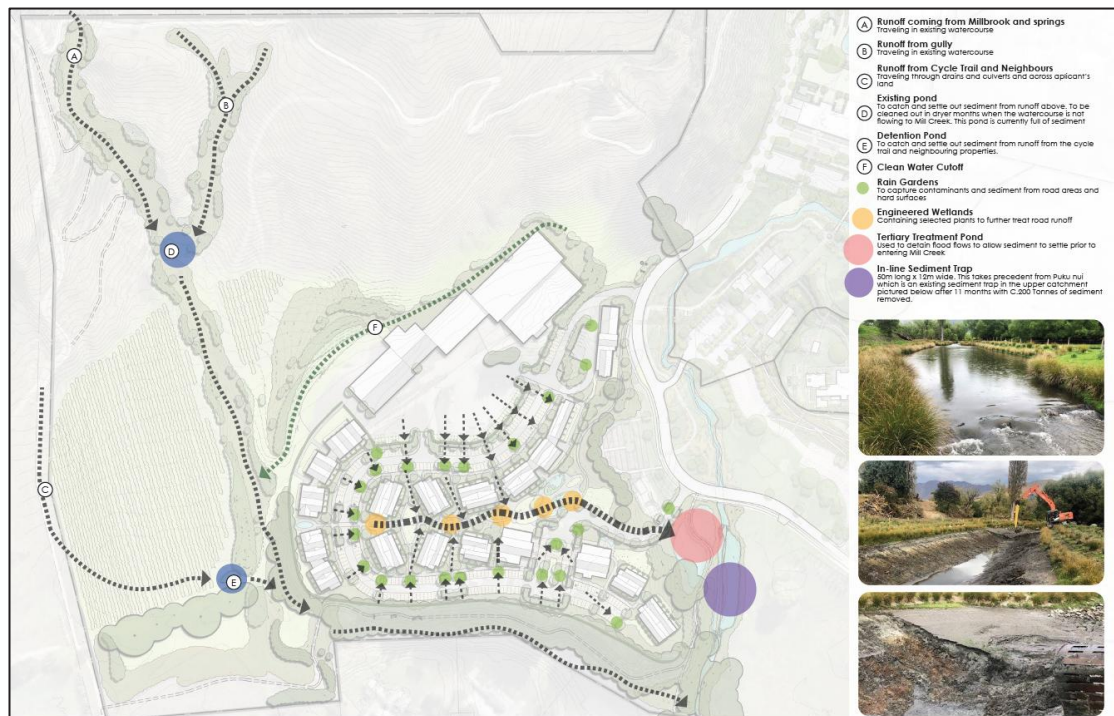 A
B
D
F
C
E
A Runoff coming from Millbrook and springs
Traveling in existing watercourse
B Runoff from gully
Traveling in existing watercourse
C Runoff from Cycle Trail and Neighbours
Traveling through drains and culverts and across aplicant's
land
Existing pond
D To catch and settle out sediment from runoff above. To be
cleaned out in dryer months when the watercourse is not
flowing to Mill Creek. This pond is currently full of sediment
Detention Pond
E To catch and settle out sediment from runoff from the cycle
trail and neighbouring properties.
F Clean Water Cutoff
Rain Gardens
To capture contaminants and sediment from road areas and
hard surfaces
Engineered Wetlands
Containing selected plants to further treat road runoff
Tertiary Treatment Pond
Used to detain flood flows to allow sediment to settle prior to
entering Mill Creek
In-line Sediment Trap
50m long x 12m wide. This takes precedent from Puku nui
which is an existing sediment trap in the upper catchment
pictured below after 11 months with C.200 Tonnes of sediment
removed.